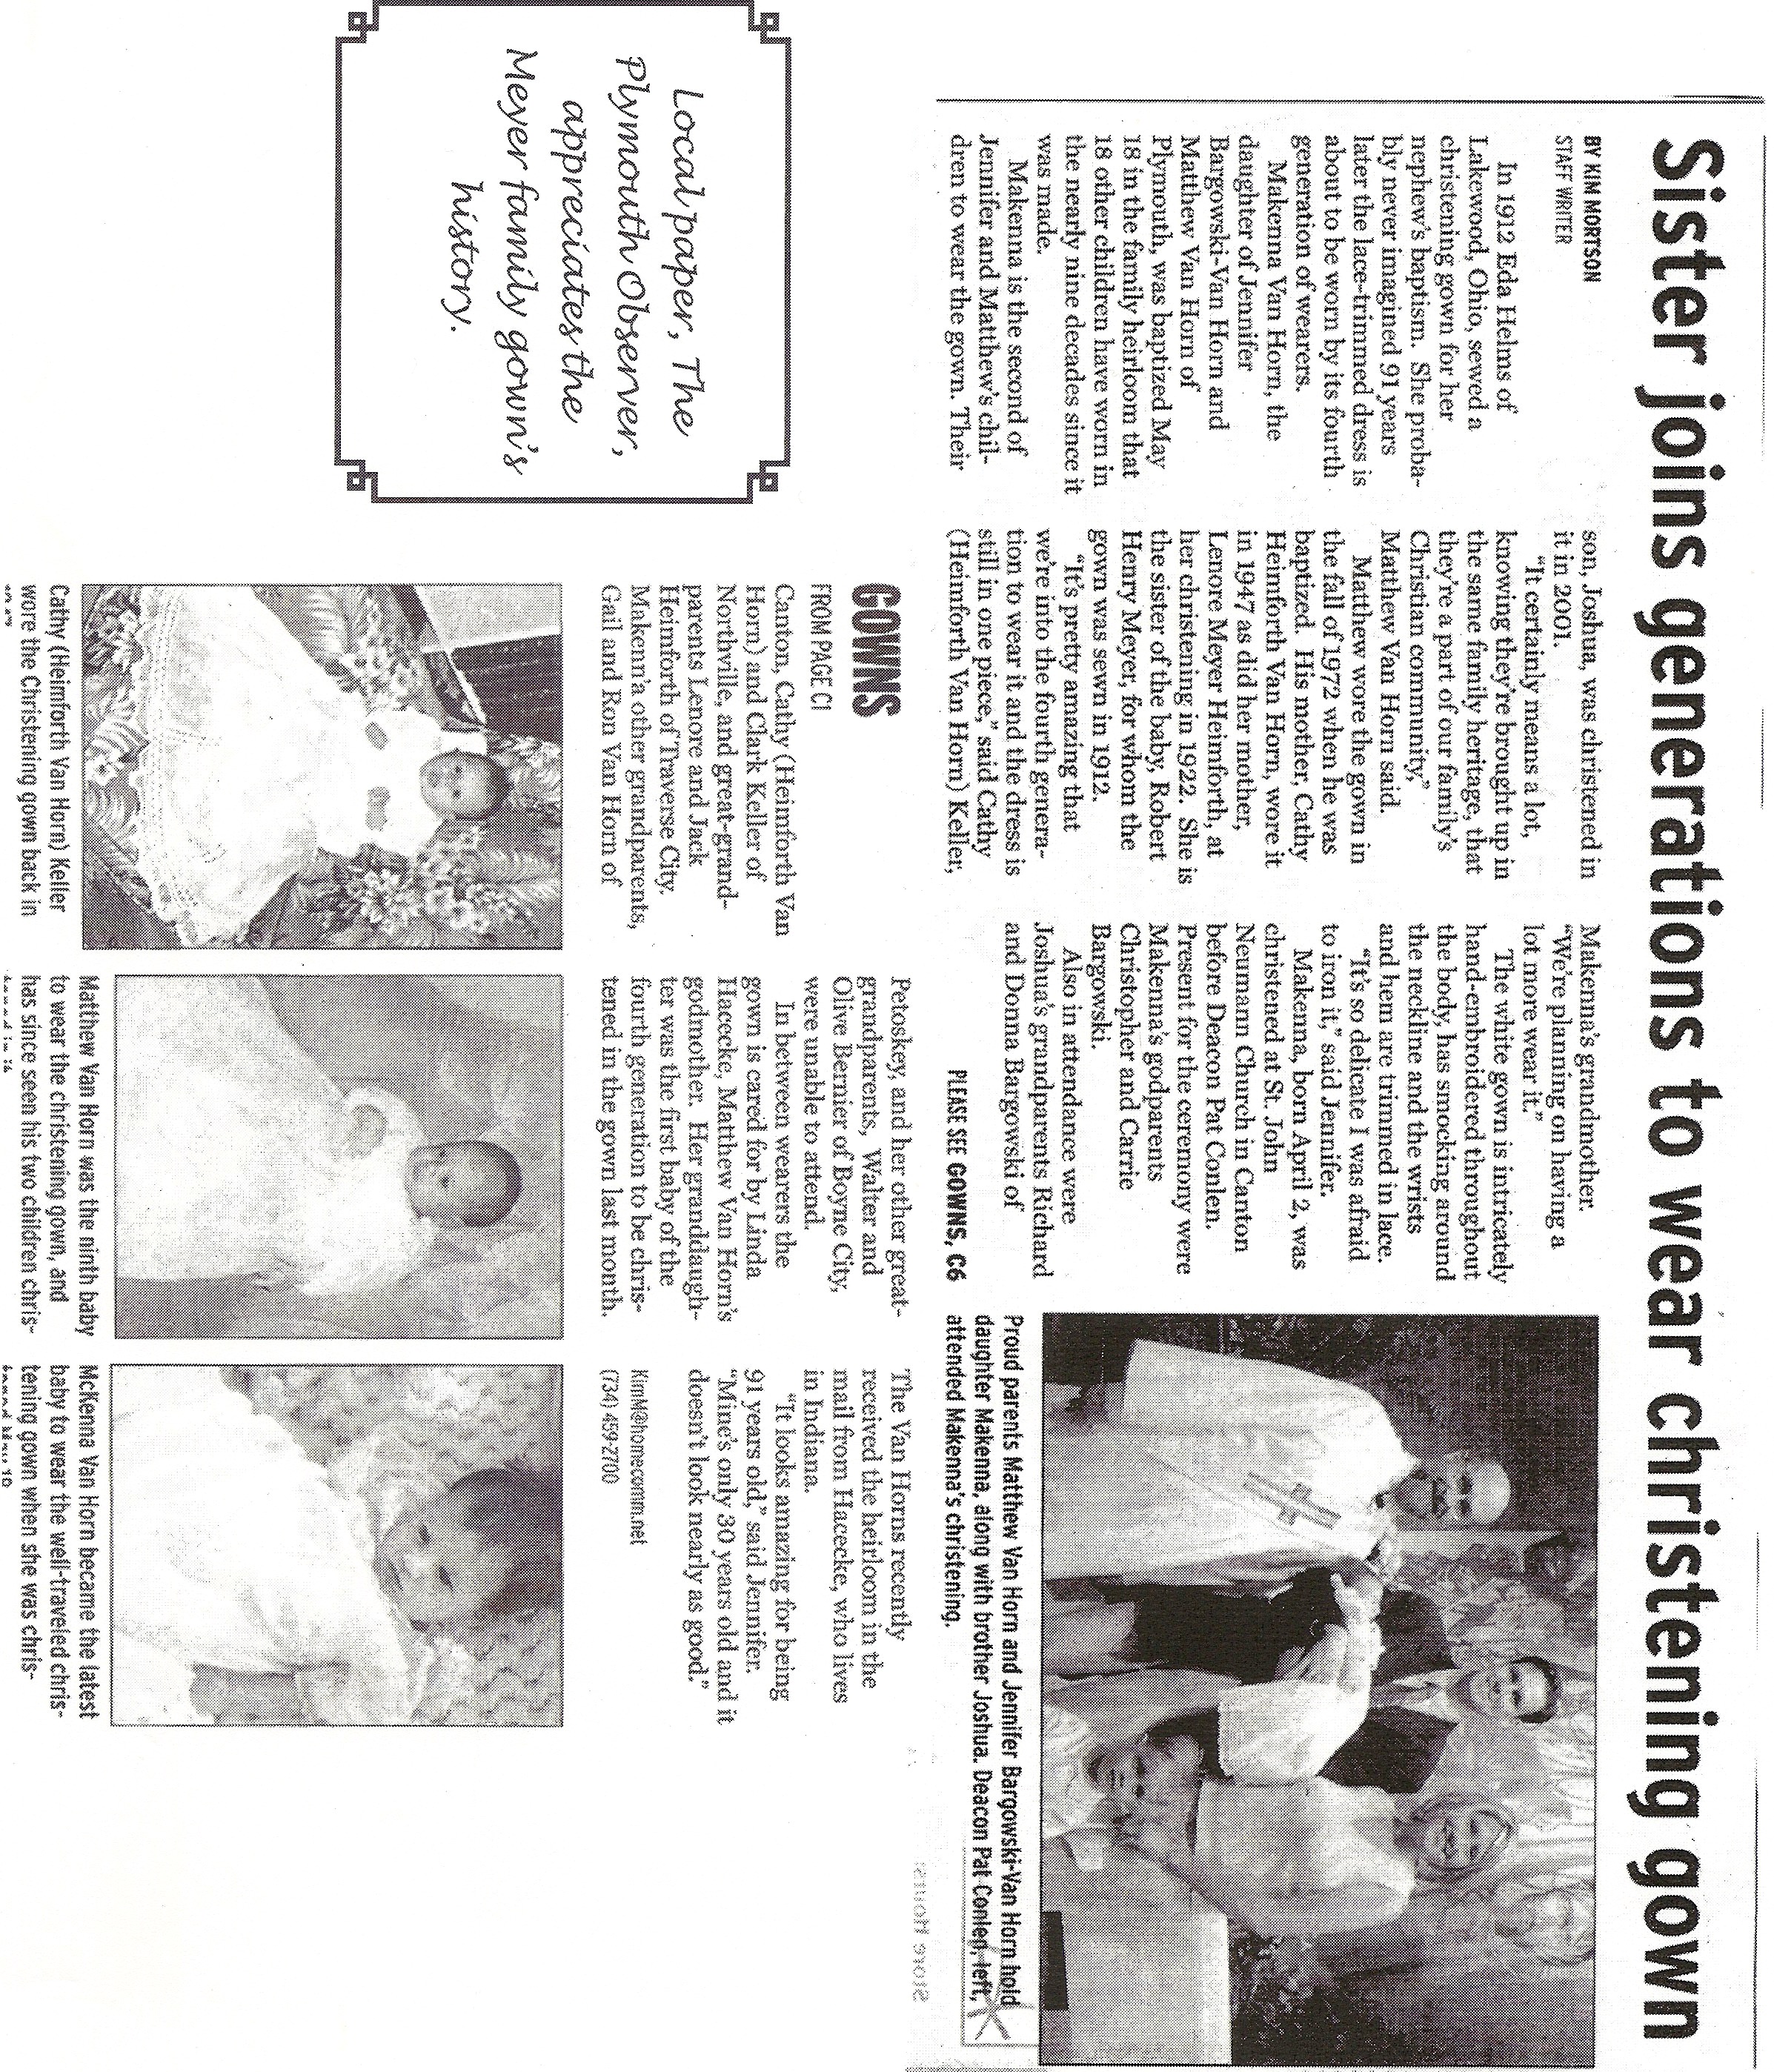 Sister joins generations to wear christening gown
BY KIM MORTSON
STAFF WRITER
In 1912 Eda Helms of
Lakewood, Ohio, sewed a
christening gown for her
nephew's baptism. She proba-
bly never imagined 91 years
later the lace-trimmed dress is
about to be worn by its fourth
generation of wearers.
Makenna Van Horn, the
daughter of Jennifer
Bargowski-Van Horn and
Matthew Van Horn of
Plymouth, was baptized May
18 in the family heirloom that
18 other children have worn in
the nearly nine decades since it
was made.
Makenna is the second of
Jennifer and Matthew's chil-
dren to wear the gown. Their
son, Joshua, was christened in
it in 2001.
"It certainly means a lot,
knowing they're brought up in
the same family heritage, that
they're a part of our family's
Christian community,"
Matthew Van Horn said.
Matthew wore the gown in
the fall of 1972 when he was
baptized. His mother, Cathy
Heimforth Van Horn, wore it
in 1947 as did her mother,
Lenore Meyer Heimforth, at
her christening in 1922. She is
the sister of the baby, Robert
Henry Meyer, for whom the
gown was sewn in 1912.
"It's pretty amazing that
we're into the fourth genera-
tion to wear it and the dress is
still in one piece," said Cathy
(Heimforth Van Horn) Keller,
Makenna's grandmother.
"We're planning on having a
lot more wear it."
The white gown is intricately
hand-embroidered throughout
the body, has smocking around
the neckline and the wrists
and hem are trimmed in lace.
"It's so delicate I was afraid
to iron it," said Jennifer.
Makenna, born April 2, was
christened at St. John
Neumann Church in Canton
before Deacon Pat Conlen.
Present for the ceremony were
Makenna's godparents
Christopher and Carrie
Bargowski.
Also in attendance were
Joshua's grandparents Richard
and Donna Bargowski of
PLEASE SEE GOWNS, C6
Proud parents Matthew Van Horn and Jennifer Bargowski-Van Horn hold
daughter Makenna, along with brother Joshua. Deacon Pat Conlen, left,
attended Makenna's christening.
Local paper, The
Plymouth Observer,
appreciates the
Meyer family gown's
history.
GOWNS
FROM PAGE C1
Canton, Cathy (Heimforth Van
Horn) and Clark Keller of
Northville, and great-grand-
parents Lenore and Jack
Heimforth of Traverse City.
Makenn'a other grandparents,
Gail and Ron Van Horn of
Petoskey, and her other great-
grandparents, Walter and
Olive Bernier of Boyne City,
were unable to attend.
In between wearers the
gown is cared for by Linda
Hacecke, Matthew Van Horn's
godmother. Her granddaugh-
ter was the first baby of the
fourth generation to be chris-
tened in the gown last month.
The Van Horns recently
received the heirloom in the
mail from Hacecke, who lives
in Indiana.
"It looks amazing for being
91 years old," said Jennifer.
"Mine's only 30 years old and it
doesn't look nearly as good."
KimM@homecomm.net
(734) 459-2700
Cathy (Heimforth Van Horn) Keller
wore the Christening gown back in
Matthew Van Horn was the ninth baby
to wear the christening gown, and
has since seen his two children chris-
McKenna Van Horn became the latest
baby to wear the well-traveled chris-
tening gown when she was chris-